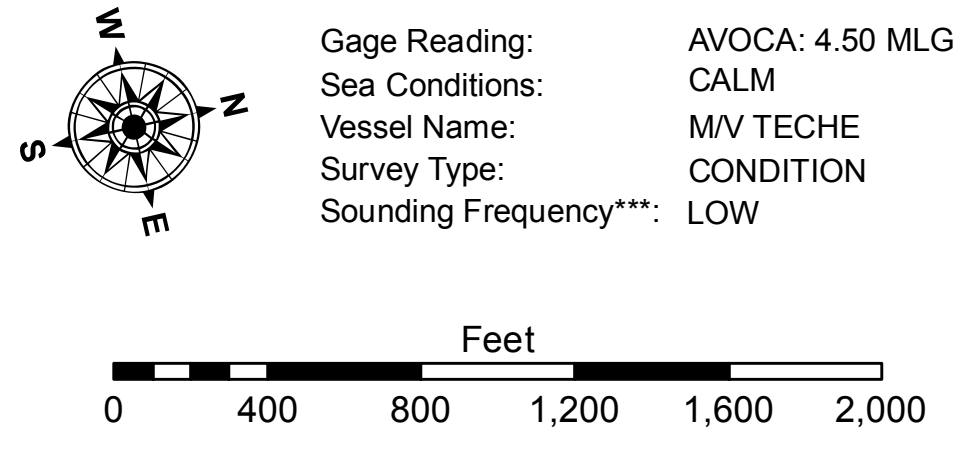 W
N
S
E
Gage Reading: AVOCA: 4.50 MLG
Sea Conditions: CALM
Vessel Name: M/V TECHE
Survey Type: CONDITION
Sounding Frequency***: LOW
Feet
0 400 800 1,200 1,600 2,000